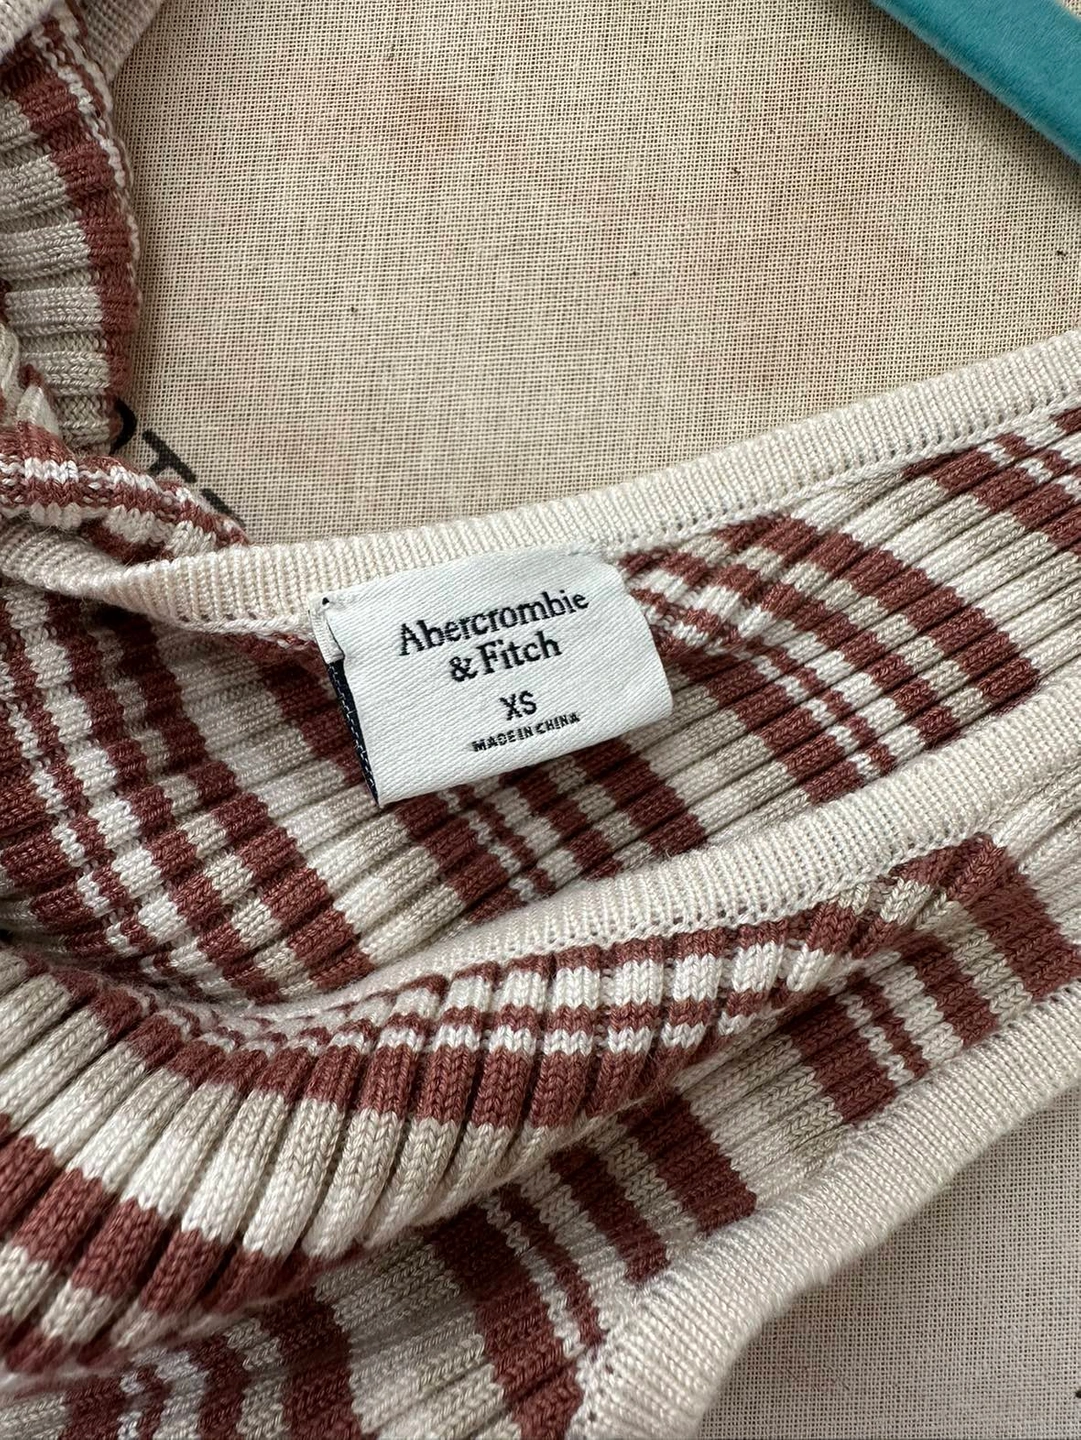 Abercrombie
& Fitch
XS
MADE IN CHINA